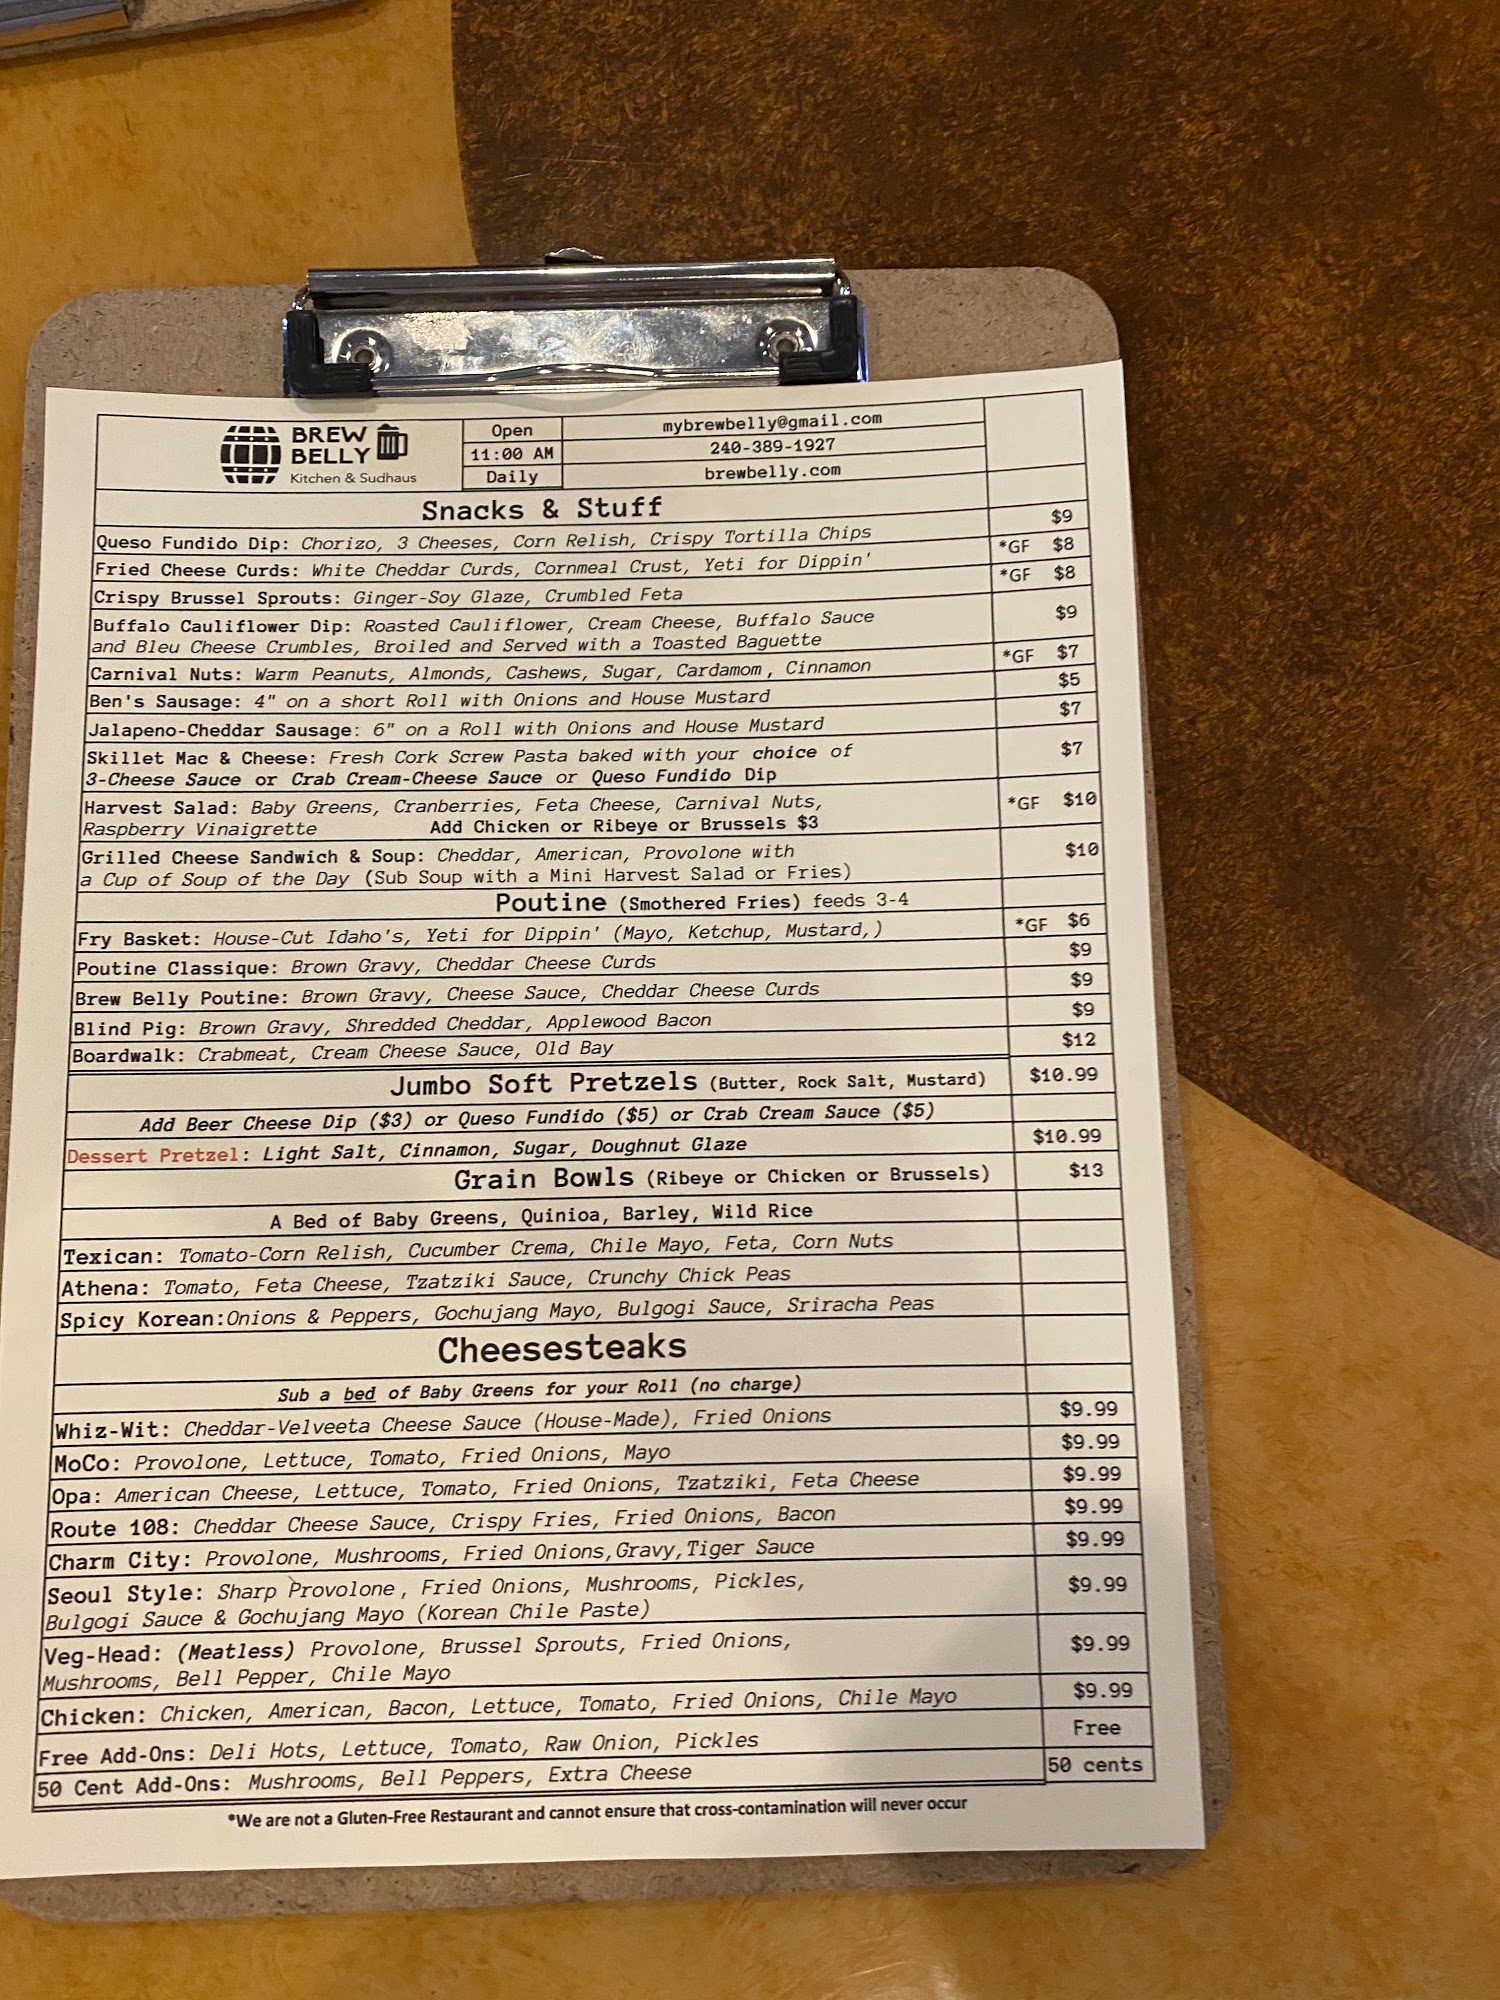 BREW BELLY
Kitchen & Sudhaus
Open
11:00 AM
Daily
mybrewbelly@gmail.com
240-389-1927
brewbelly.com
Snacks & Stuff
Queso Fundido Dip: Chorizo, 3 Cheeses, Corn Relish, Crispy Tortilla Chips $9
Fried Cheese Curds: White Cheddar Curds, Cornmeal Crust, Yeti for Dippin' *GF $8
Crispy Brussel Sprouts: Ginger-Soy Glaze, Crumbled Feta *GF $8
Buffalo Cauliflower Dip: Roasted Cauliflower, Cream Cheese, Buffalo Sauce
and Bleu Cheese Crumbles, Broiled and Served with a Toasted Baguette $9
Carnival Nuts: Warm Peanuts, Almonds, Cashews, Sugar, Cardamom, Cinnamon *GF $7
Ben's Sausage: 4" on a short Roll with Onions and House Mustard $5
Jalapeno-Cheddar Sausage: 6" on a Roll with Onions and House Mustard $7
Skillet Mac & Cheese: Fresh Cork Screw Pasta baked with your choice of
3-Cheese Sauce or Crab Cream-Cheese Sauce or Queso Fundido Dip $7
Harvest Salad: Baby Greens, Cranberries, Feta Cheese, Carnival Nuts,
Raspberry Vinaigrette Add Chicken or Ribeye or Brussels $3 *GF $10
Grilled Cheese Sandwich & Soup: Cheddar, American, Provolone with
a Cup of Soup of the Day (Sub Soup with a Mini Harvest Salad or Fries) $10
Poutine (Smothered Fries) feeds 3-4
Fry Basket: House-Cut Idaho's, Yeti for Dippin' (Mayo, Ketchup, Mustard,) *GF $6
Poutine Classique: Brown Gravy, Cheddar Cheese Curds $9
Brew Belly Poutine: Brown Gravy, Cheese Sauce, Cheddar Cheese Curds $9
Blind Pig: Brown Gravy, Shredded Cheddar, Applewood Bacon $9
Boardwalk: Crabmeat, Cream Cheese Sauce, Old Bay $12
Jumbo Soft Pretzels (Butter, Rock Salt, Mustard) $10.99
Add Beer Cheese Dip ($3) or Queso Fundido ($5) or Crab Cream Sauce ($5)
Dessert Pretzel: Light Salt, Cinnamon, Sugar, Doughnut Glaze $10.99
Grain Bowls (Ribeye or Chicken or Brussels) $13
A Bed of Baby Greens, Quinioa, Barley, Wild Rice
Texican: Tomato-Corn Relish, Cucumber Crema, Chile Mayo, Feta, Corn Nuts
Athena: Tomato, Feta Cheese, Tzatziki Sauce, Crunchy Chick Peas
Spicy Korean:Onions & Peppers, Gochujang Mayo, Bulgogi Sauce, Sriracha Peas
Cheesesteaks
Sub a bed of Baby Greens for your Roll (no charge)
Whiz-Wit: Cheddar-Velveeta Cheese Sauce (House-Made), Fried Onions $9.99
MoCo: Provolone, Lettuce, Tomato, Fried Onions, Mayo $9.99
Opa: American Cheese, Lettuce, Tomato, Fried Onions, Tzatziki, Feta Cheese $9.99
Route 108: Cheddar Cheese Sauce, Crispy Fries, Fried Onions, Bacon $9.99
Charm City: Provolone, Mushrooms, Fried Onions,Gravy,Tiger Sauce $9.99
Seoul Style: Sharp Provolone, Fried Onions, Mushrooms, Pickles,
Bulgogi Sauce & Gochujang Mayo (Korean Chile Paste) $9.99
Veg-Head: (Meatless) Provolone, Brussel Sprouts, Fried Onions,
Mushrooms, Bell Pepper, Chile Mayo $9.99
Chicken: Chicken, American, Bacon, Lettuce, Tomato, Fried Onions, Chile Mayo $9.99
Free Add-Ons: Deli Hots, Lettuce, Tomato, Raw Onion, Pickles Free
50 Cent Add-Ons: Mushrooms, Bell Peppers, Extra Cheese 50 cents
*We are not a Gluten-Free Restaurant and cannot ensure that cross-contamination will never occur